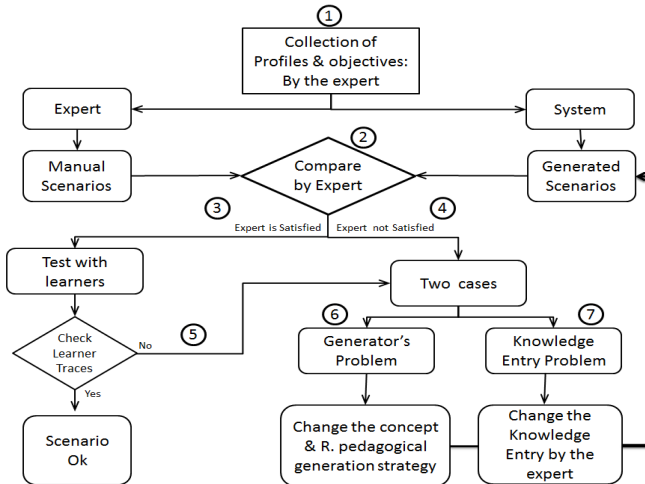 1
Collection of
Profiles & objectives:
By the expert
Expert
System
2
Manual
Scenarios
Compare
by Expert
Generated
Scenarios
3
4
Expert is Satisfied
Expert not Satisfied
Test with
learners
Two cases
5
6
7
Check
Learner
Traces
No
Generator's
Problem
Knowledge
Entry Problem
Yes
Scenario
Ok
Change the concept
& R. pedagogical
generation strategy
Change the
Knowledge
Entry by the
expert